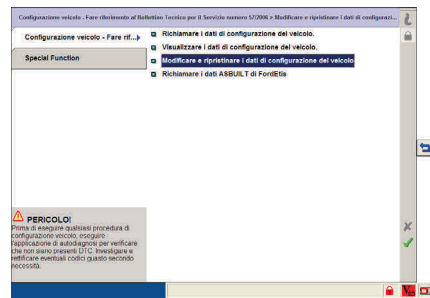 Configurazione veicolo - Fare riferimento al Bollettino Tecnico per il Servizio numero 57/2006 > Modificare e ripristinare i dati di configurazi...
Configurazione veicolo - Fare rif...
Special Function
Richiamare i dati di configurazione del veicolo.
Visualizzare i dati di configurazione del veicolo.
Modificare e ripristinare i dati di configurazione del veicolo
Richiamare i dati ASBUILT di FordEtis
PERICOLO!
Prima di eseguire qualsiasi procedura di
configurazione veicolo, eseguire
l'applicazione di autodiagnosi per verificare
che non siano presenti DTC. Investigare e
rettificare eventuali codici guasto secondo
necessità.